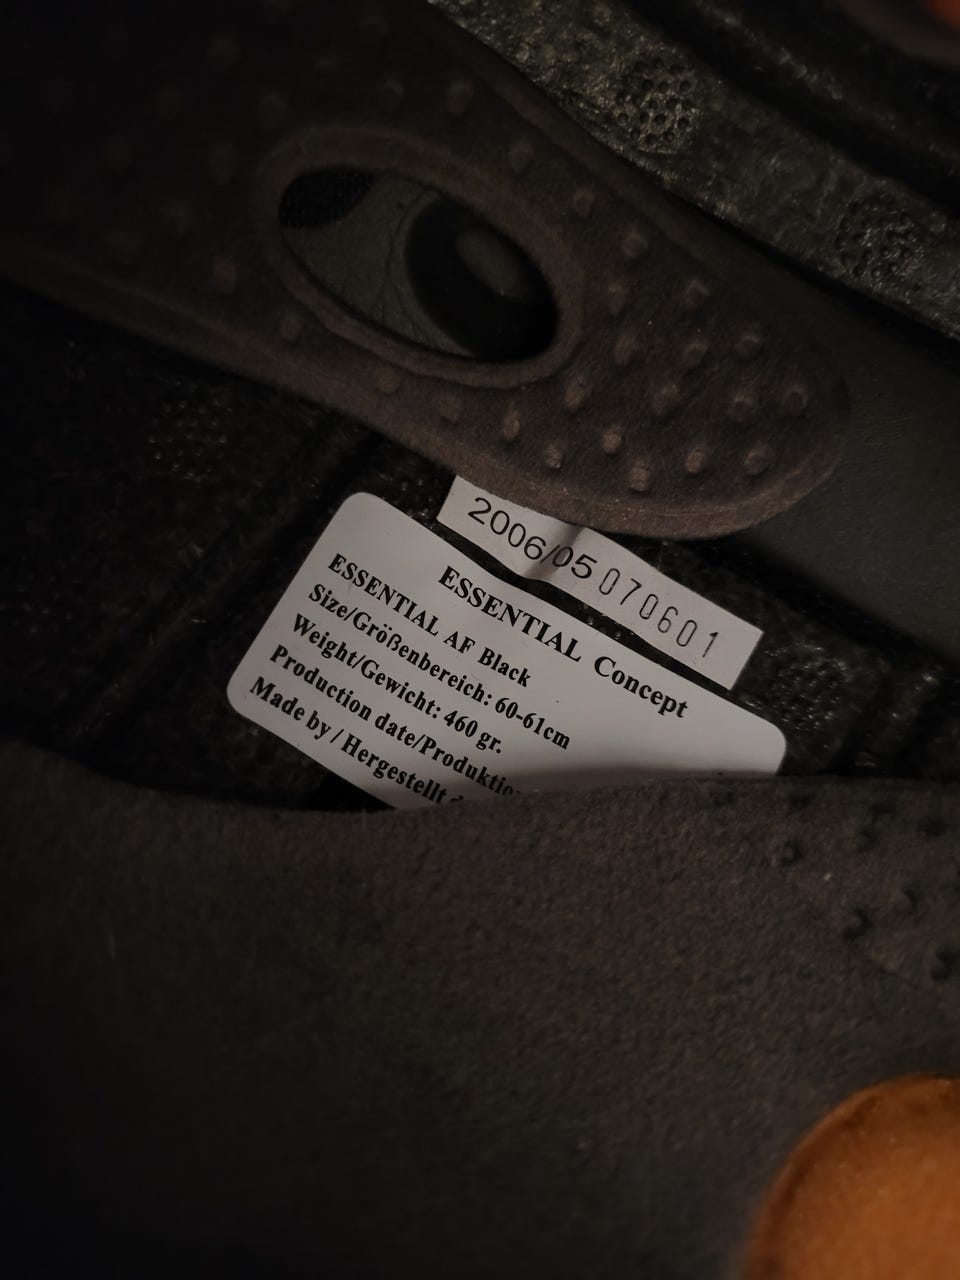 2006/05 070601
ESSENTIAL Concept
ESSENTIAL AF Black
Size/Größenbereich: 60-61cm
Weight/Gewicht: 460 gr.
Production date/Produktio
Made by / Hergestellt